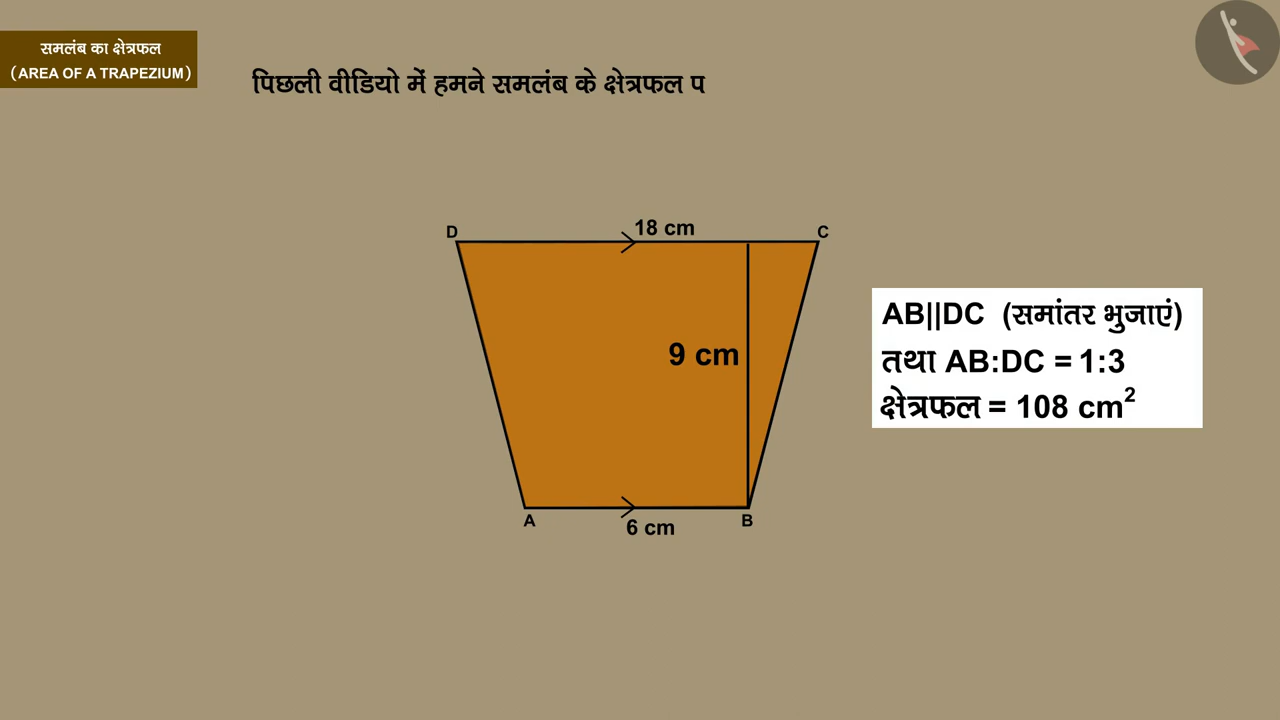 समलंब का क्षेत्रफल
(AREA OF A TRAPEZIUM)
पिछली वीडियो में हमने समलंब के क्षेत्रफल प
D
18 cm
C
9 cm
A
6 cm
B
AB||DC (समांतर भुजाएं)
तथा AB:DC = 1:3
क्षेत्रफल = 108 cm²